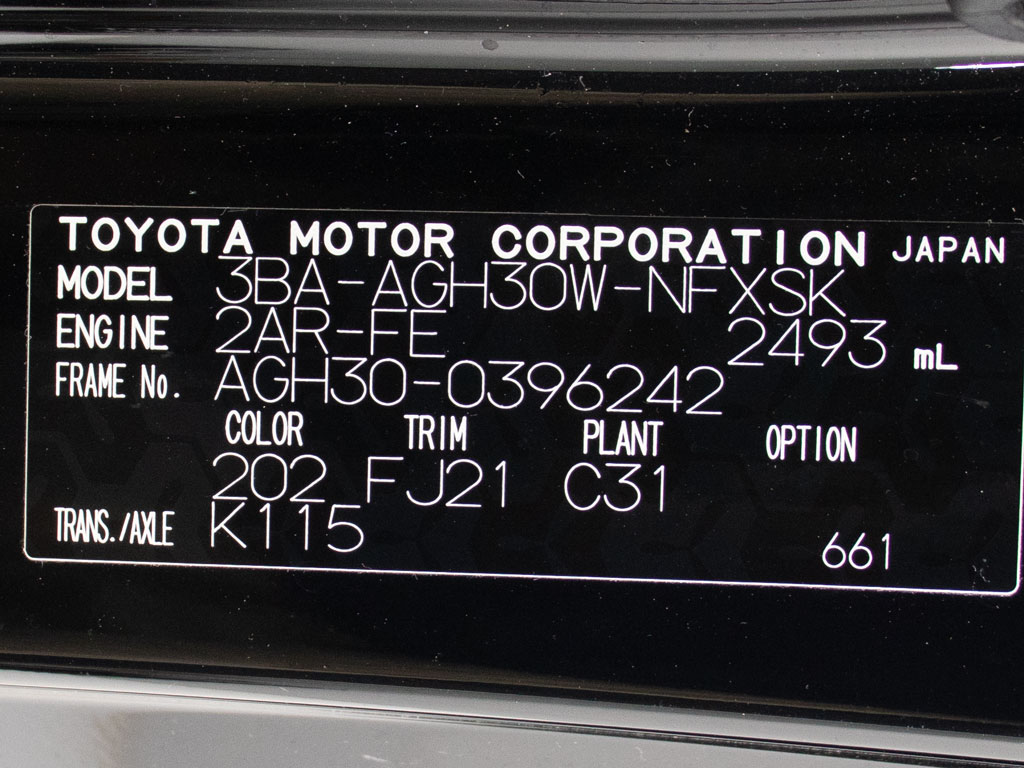 TOYOTA MOTOR CORPORATION JAPAN
MODEL 3BA-AGH30W-NFXSK
ENGINE 2AR-FE 2493 mL
FRAME No. AGH30-0396242
COLOR TRIM PLANT OPTION
202 FJ21 C31
TRANS./AXLE K115 661